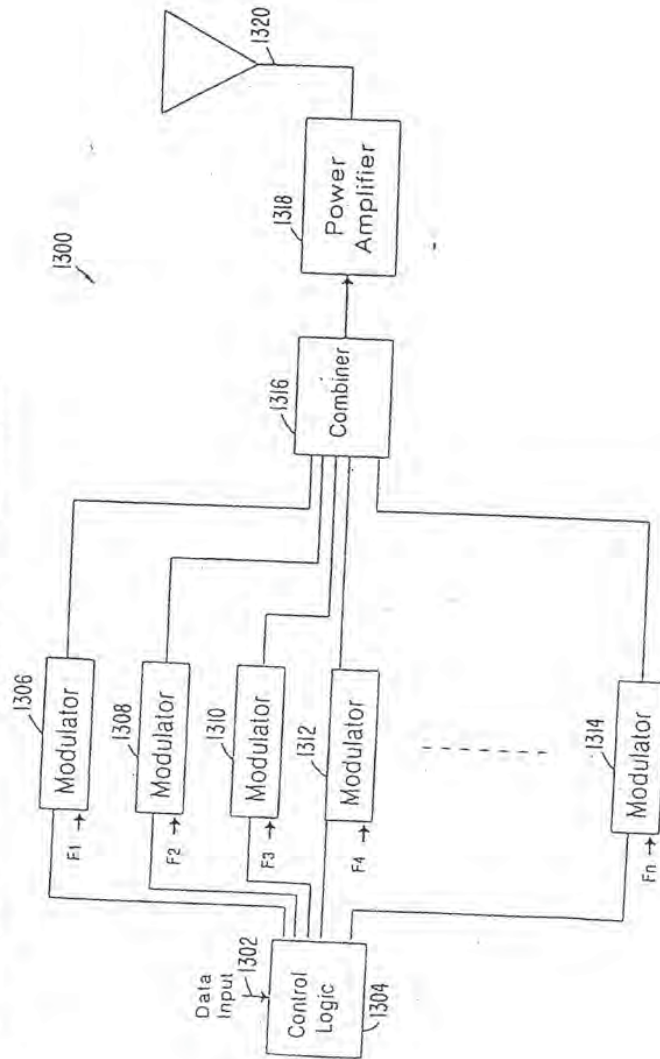 1300
Data
Input
1302
Control
Logic
1304
F1
1306
Modulator
F2
1308
Modulator
F3
1310
Modulator
F4
1312
Modulator
Fn
1314
Modulator
1316
Combiner
1318
Power
Amplifier
1320